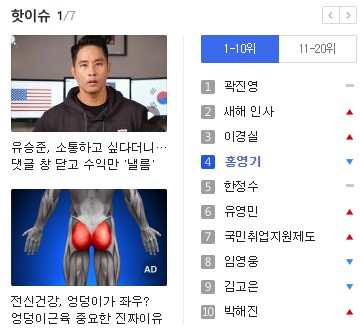 핫이슈 1/7
유승준, 소통하고 싶다더니…
댓글 창 닫고 수익만 '낼름'
AD
전신건강, 엉덩이가 좌우?
엉덩이근육 중요한 진짜이유
1-10위 11-20위
1 곽진영
2 새해 인사
3 이경실
4 홍영기
5 한정수
6 유영민
7 국민취업지원제도
8 임영웅
9 김고은
10 박해진